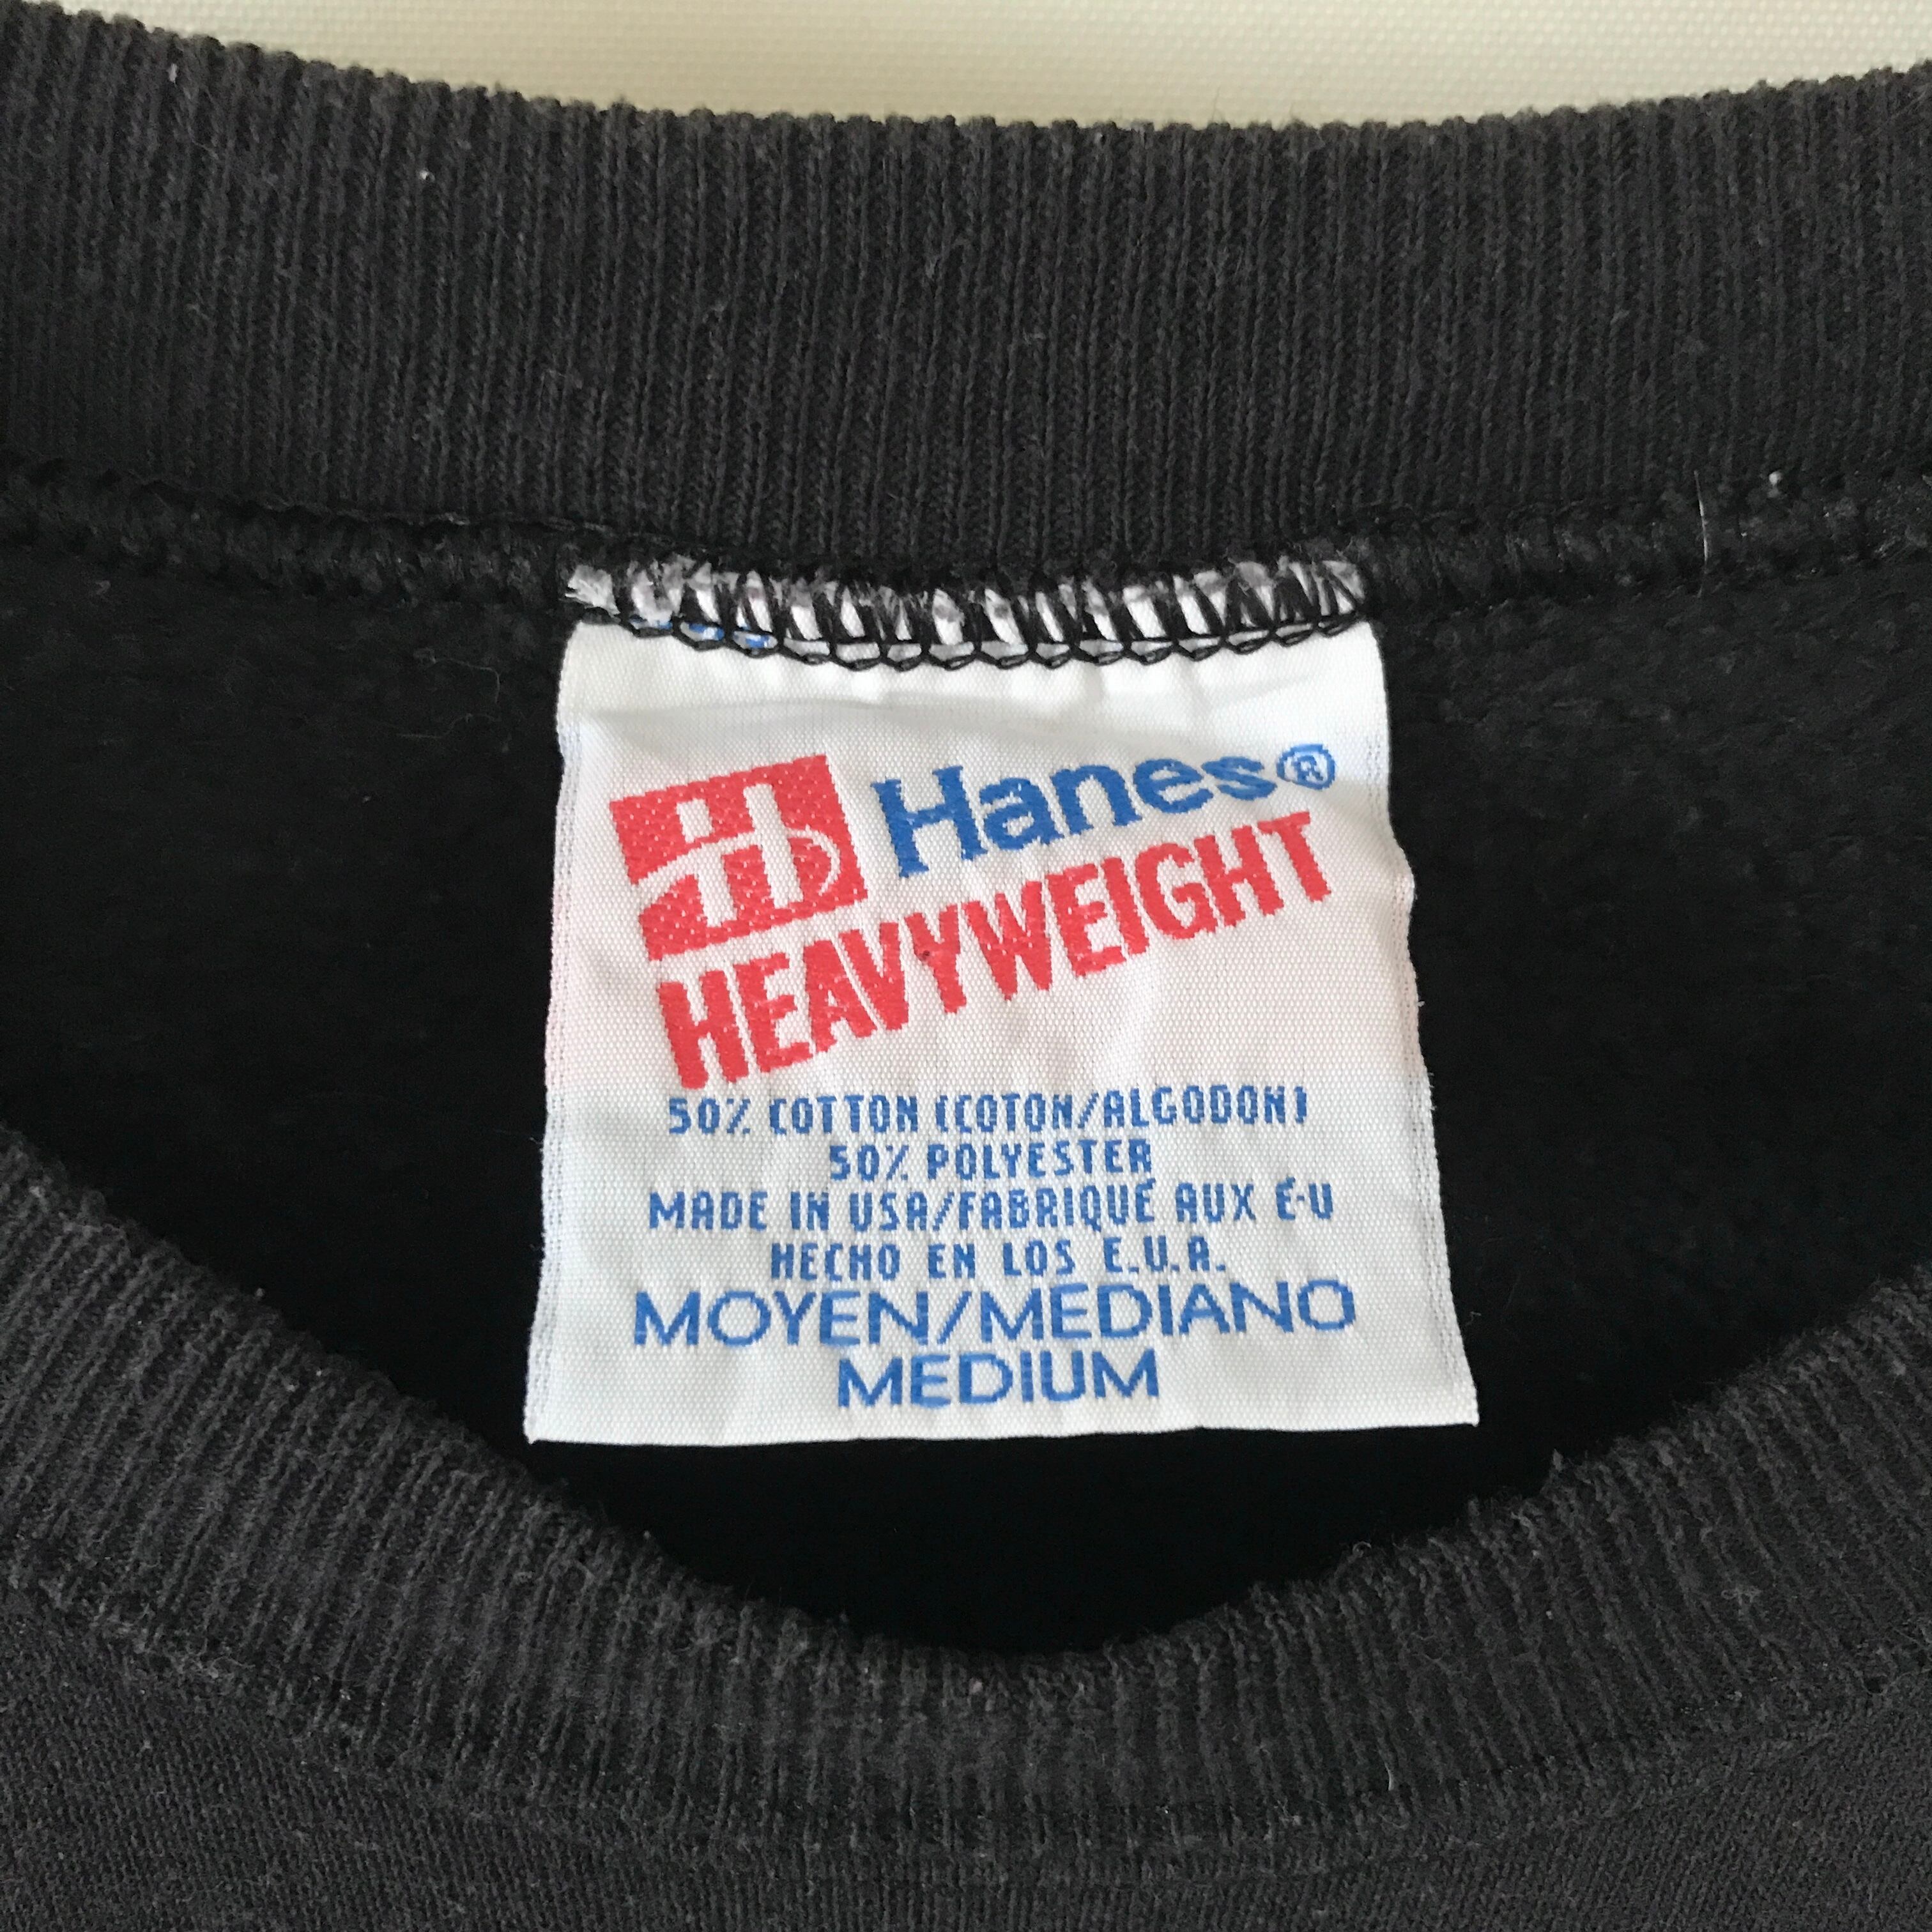 Hanes®
HEAVYWEIGHT
50% COTTON (COTON/ALGODON)
50% POLYESTER
MADE IN USA/FABRIQUÉ AUX É-U
HECHO EN LOS E.U.A.
MOYEN/MEDIANO
MEDIUM